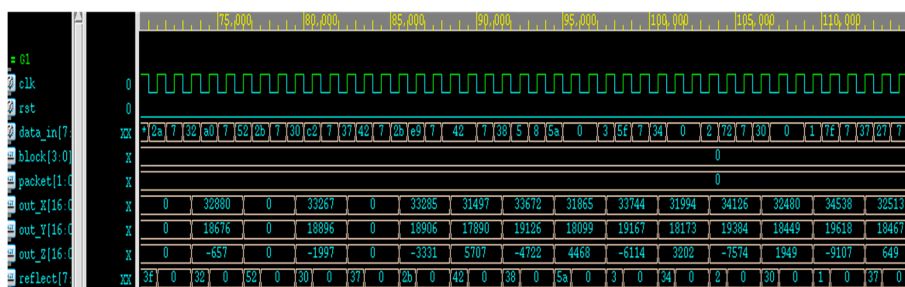 75,000 80,000 85,000 90,000 95,000 100,000 105,000 110,000
= G1
clk 0
rst 0
data_in[7: XX * 2a 7 32 a0 7 52 2b 7 30 c2 7 37 42 7 2b e9 7 42 7 38 5 8 5a 0 3 5f 7 34 0 2 72 7 30 0 1 7f 7 37 27 7
block[3:0] X 0
packet[1:0 X 0
out_X[16:0 X 0 32880 0 33267 0 33285 31497 33672 31865 33744 31994 34126 32480 34538 32513
out_Y[16:0 X 0 18676 0 18896 0 18906 17890 19126 18099 19167 18173 19384 18449 19618 18467
out_Z[16:0 X 0 -657 0 -1997 0 -3331 5707 -4722 4468 -6114 3202 -7574 1949 -9107 649
reflect[7: XX 3f 0 32 0 52 0 30 0 37 0 2b 0 42 0 38 0 5a 0 3 0 34 0 2 0 30 0 1 0 37 0